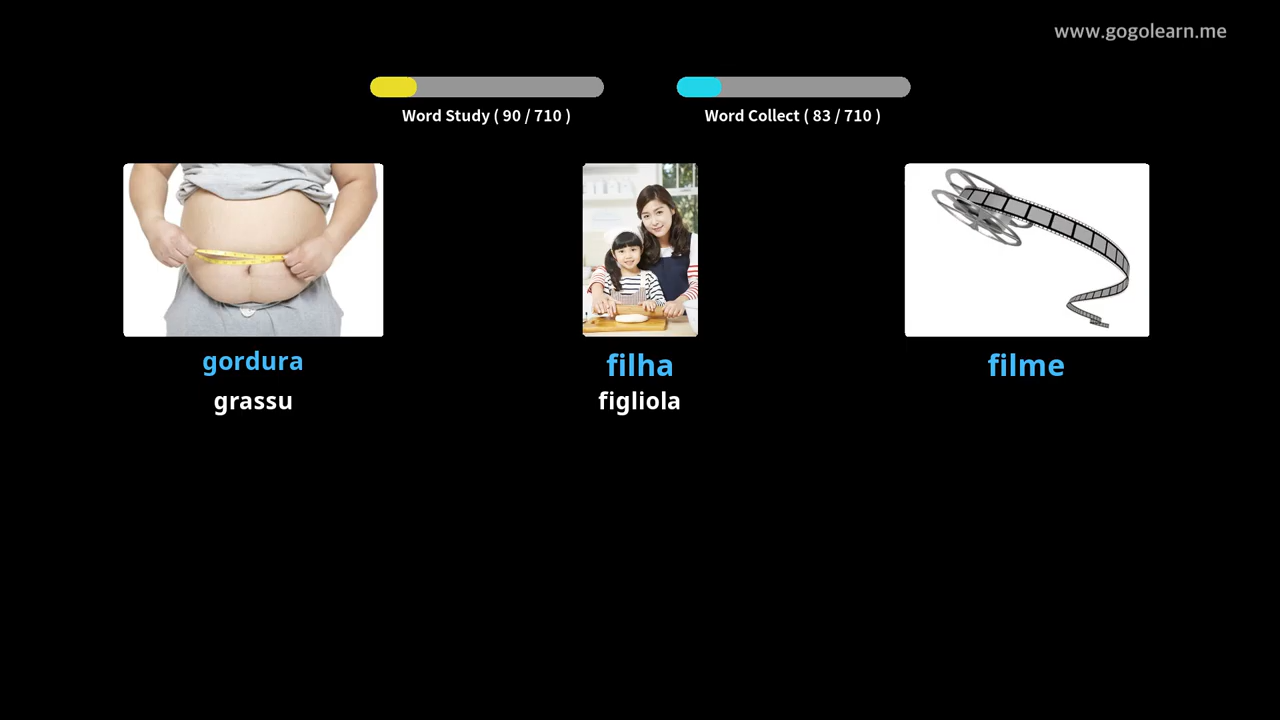 www.gogolearn.me
Word Study ( 90 / 710 )
Word Collect ( 83 / 710 )
gordura
filha
filme
grassu
figliola